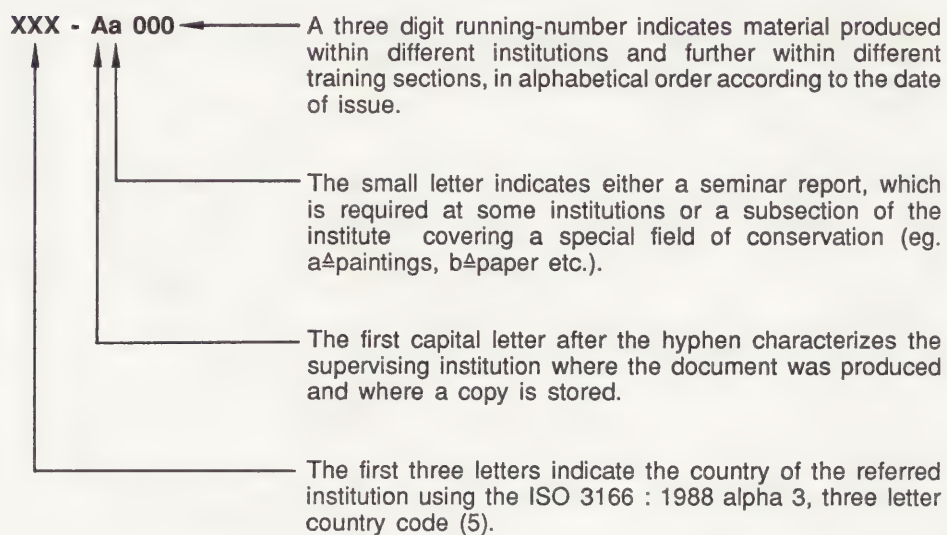 XXX - Aa 000
A three digit running-number indicates material produced
within different institutions and further within different
training sections, in alphabetical order according to the date
of issue.
The small letter indicates either a seminar report, which
is required at some institutions or a subsection of the
institute covering a special field of conservation (eg.
a≙paintings, b≙paper etc.).
The first capital letter after the hyphen characterizes the
supervising institution where the document was produced
and where a copy is stored.
The first three letters indicate the country of the referred
institution using the ISO 3166 : 1988 alpha 3, three letter
country code (5).